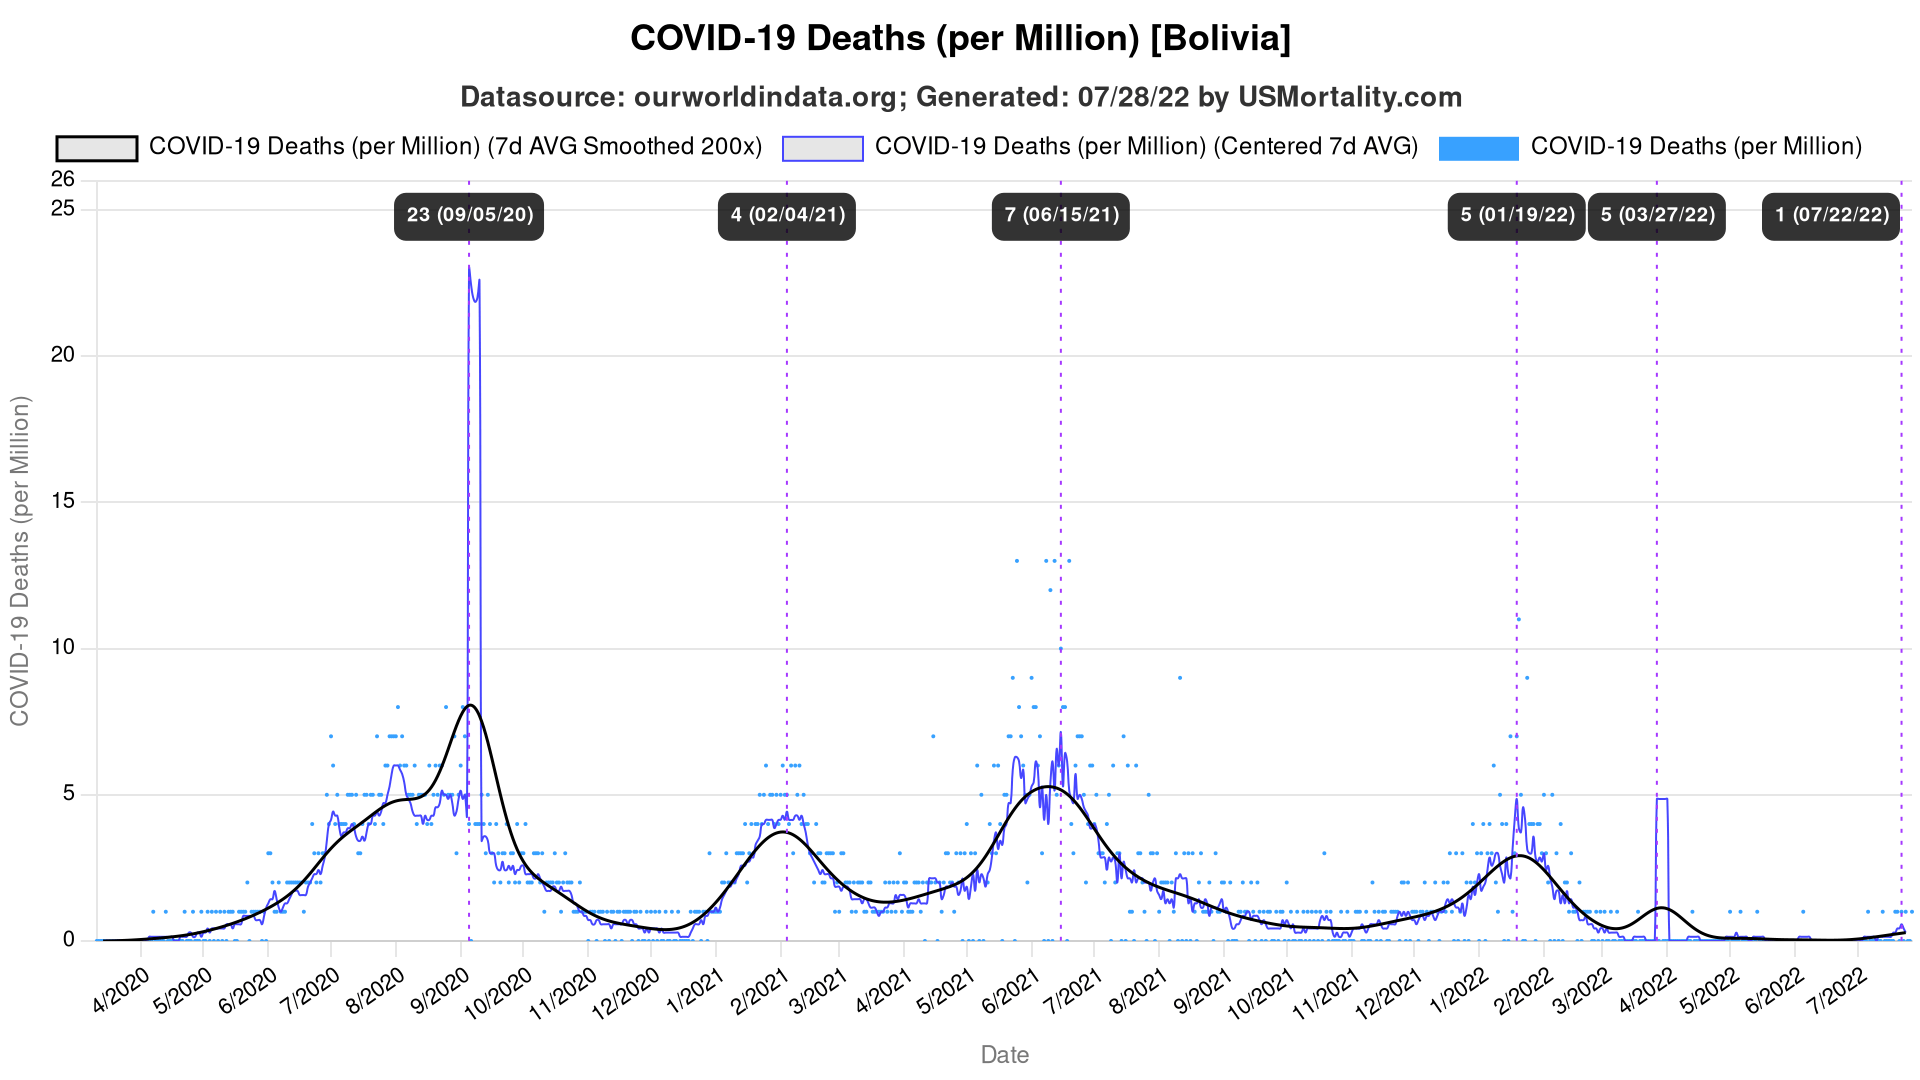 COVID-19 Deaths (per Million) [Bolivia]
Datasource: ourworldindata.org; Generated: 07/28/22 by USMortality.com
COVID-19 Deaths (per Million) (7d AVG Smoothed 200x) COVID-19 Deaths (per Million) (Centered 7d AVG) COVID-19 Deaths (per Million)
26
25
23 (09/05/20) 4 (02/04/21) 7 (06/15/21) 5 (01/19/22) 5 (03/27/22) 1 (07/22/22)
20
15
10
5
0
COVID-19 Deaths (per Million)
4/2020 5/2020 6/2020 7/2020 8/2020 9/2020 10/2020 11/2020 12/2020 1/2021 2/2021 3/2021 4/2021 5/2021 6/2021 7/2021 8/2021 9/2021 10/2021 11/2021 12/2021 1/2022 2/2022 3/2022 4/2022 5/2022 6/2022 7/2022
Date